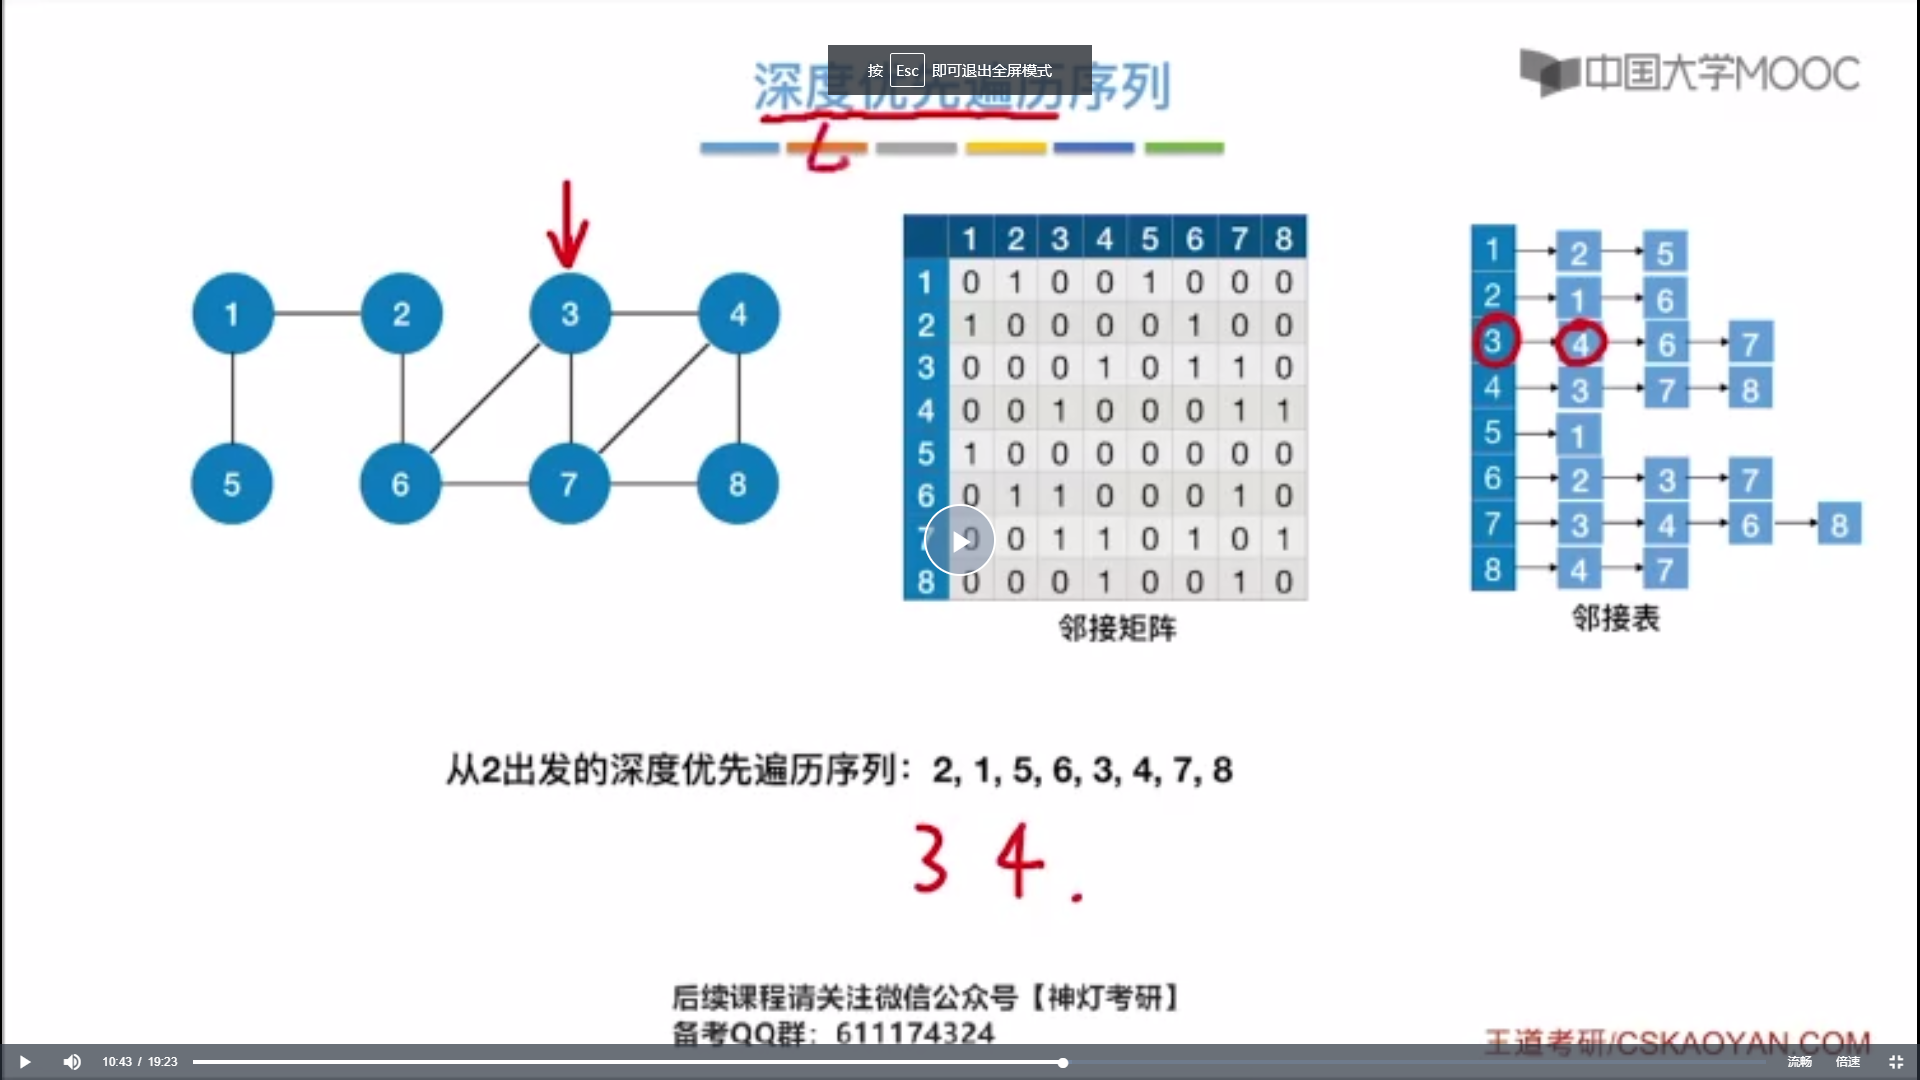 按 Esc 即可退出全屏模式
深度优先遍历序列
中国大学MOOC
1 2 3 4
5 6 7 8
1 2 3 4 5 6 7 8
1 0 1 0 0 1 0 0 0
2 1 0 0 0 0 1 0 0
3 0 0 0 1 0 1 1 0
4 0 0 1 0 0 0 1 1
5 1 0 0 0 0 0 0 0
6 0 1 1 0 0 0 1 0
7 0 0 1 1 0 1 0 1
8 0 0 0 1 0 0 1 0
邻接矩阵
1 2 5
2 1 6
3 4 6 7
4 3 7 8
5 1
6 2 3 7
7 3 4 6 8
8 4 7
邻接表
从2出发的深度优先遍历序列：2, 1, 5, 6, 3, 4, 7, 8
3 4 .
后续课程请关注微信公众号【神灯考研】
备考QQ群：611174324
王道考研/CSKAOYAN.COM
10:43 / 19:23
流畅 倍速